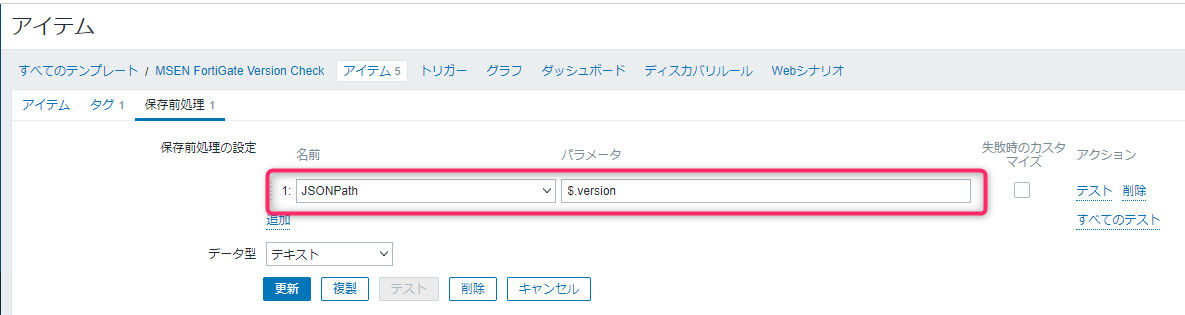 アイテム
すべてのテンプレート / MSEN FortiGate Version Check アイテム 5 トリガー グラフ ダッシュボード ディスカバリルール Webシナリオ
アイテム タグ 1 保存前処理 1
保存前処理の設定 名前 パラメータ 失敗時のカスタマイズ アクション
1: JSONPath $.version テスト 削除
追加 すべてのテスト
データ型 テキスト
更新 複製 テスト 削除 キャンセル